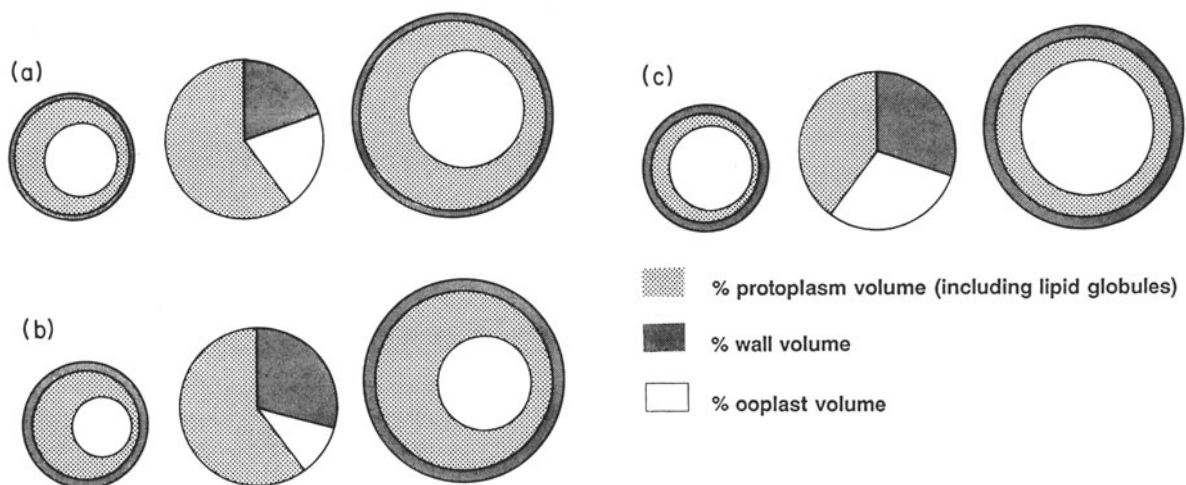 (a)
(b)
(c)
% protoplasm volume (including lipid globules)
% wall volume
% ooplast volume